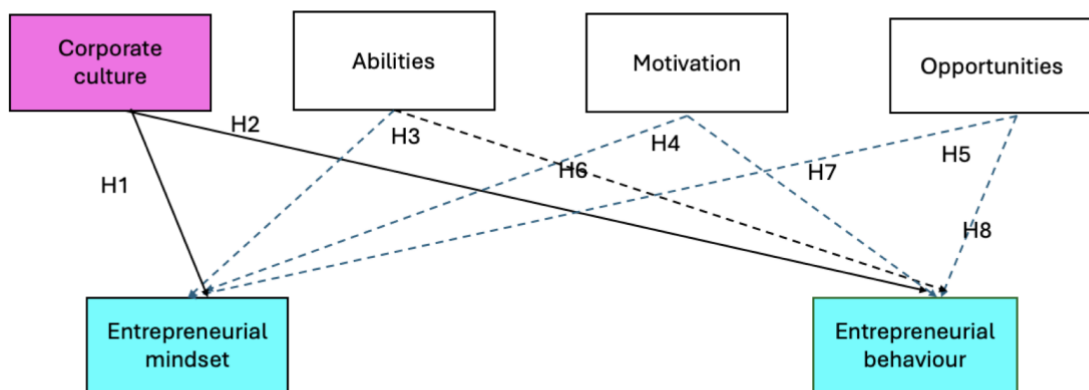 Corporate
culture
Abilities
Motivation
Opportunities
H2
H3
H4
H5
H1
H6
H7
H8
Entrepreneurial
mindset
Entrepreneurial
behaviour